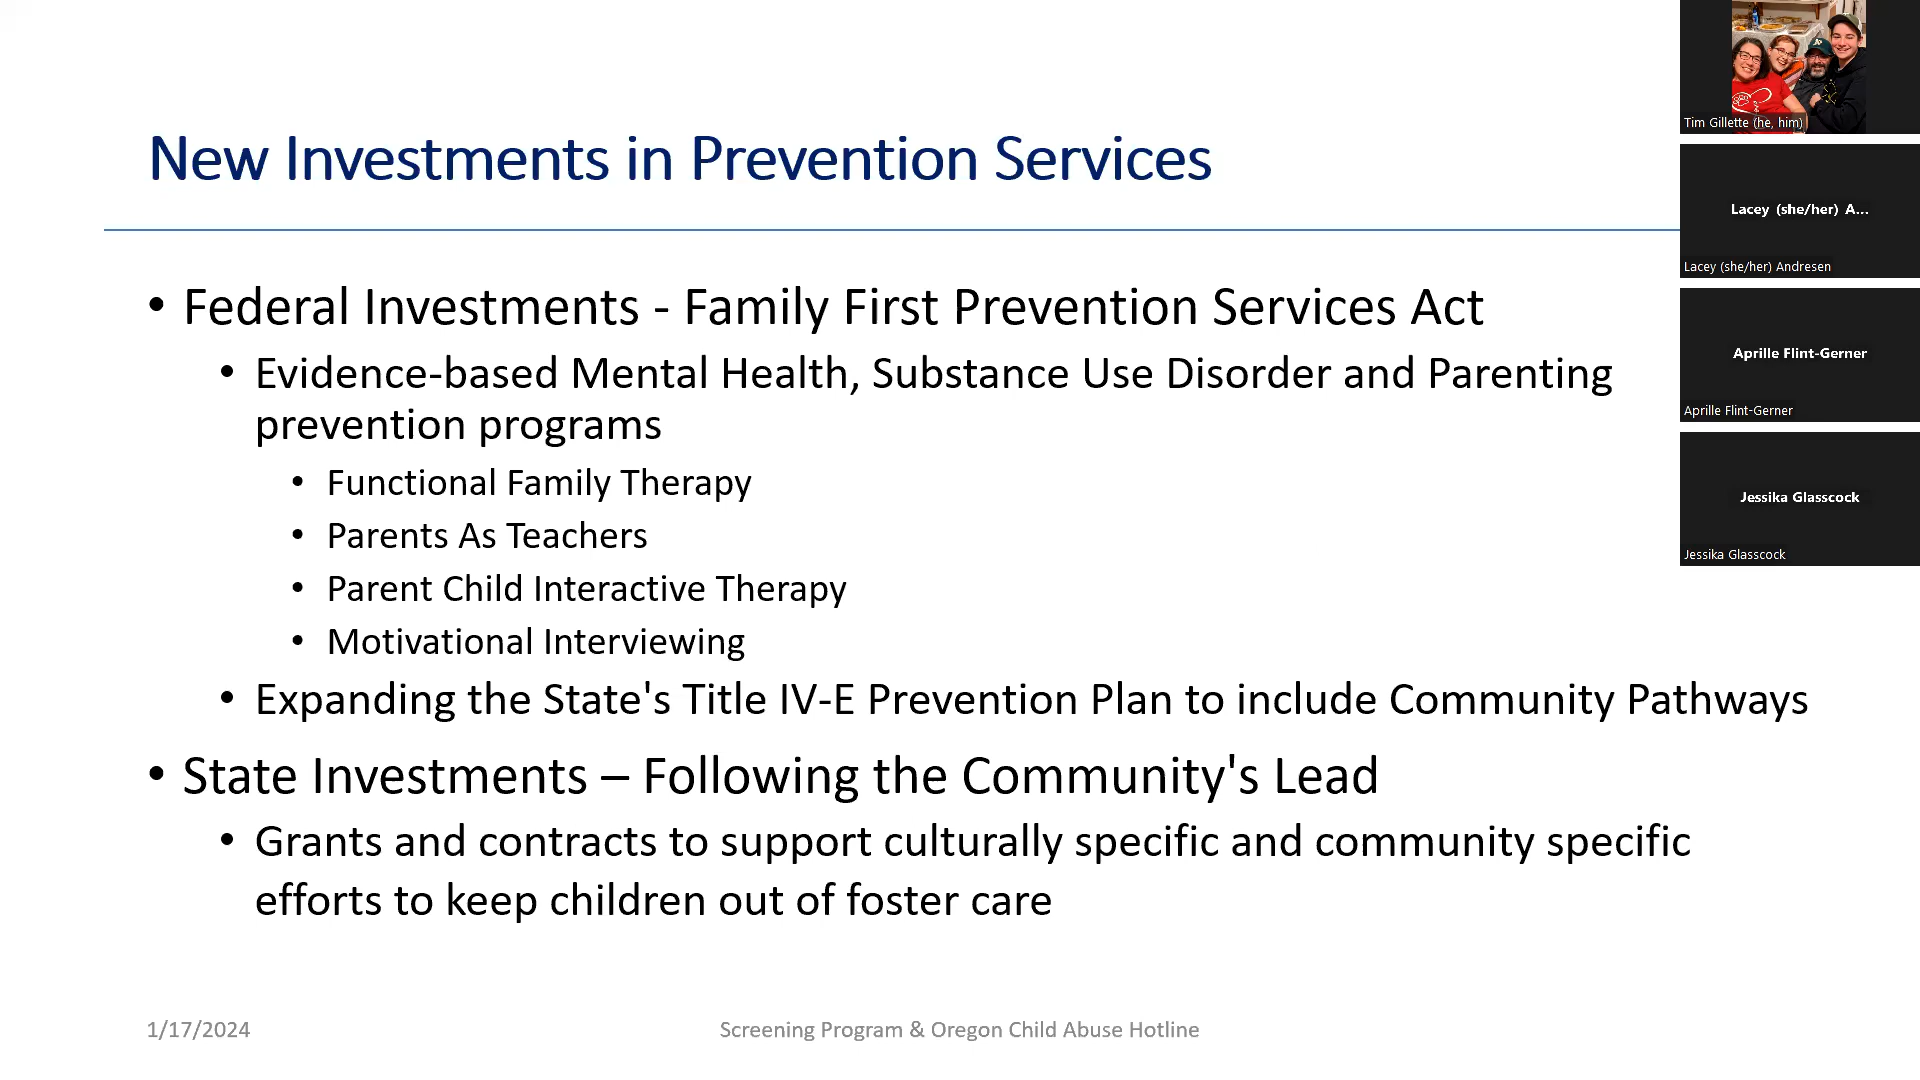 New Investments in Prevention Services
• Federal Investments - Family First Prevention Services Act
• Evidence-based Mental Health, Substance Use Disorder and Parenting
prevention programs
• Functional Family Therapy
• Parents As Teachers
• Parent Child Interactive Therapy
• Motivational Interviewing
• Expanding the State's Title IV-E Prevention Plan to include Community Pathways
• State Investments – Following the Community's Lead
• Grants and contracts to support culturally specific and community specific
efforts to keep children out of foster care
1/17/2024
Screening Program & Oregon Child Abuse Hotline
Tim Gillette (he, him)
Lacey (she/her) A...
Lacey (she/her) Andresen
Aprille Flint-Gerner
Aprille Flint-Gerner
Jessika Glasscock
Jessika Glasscock